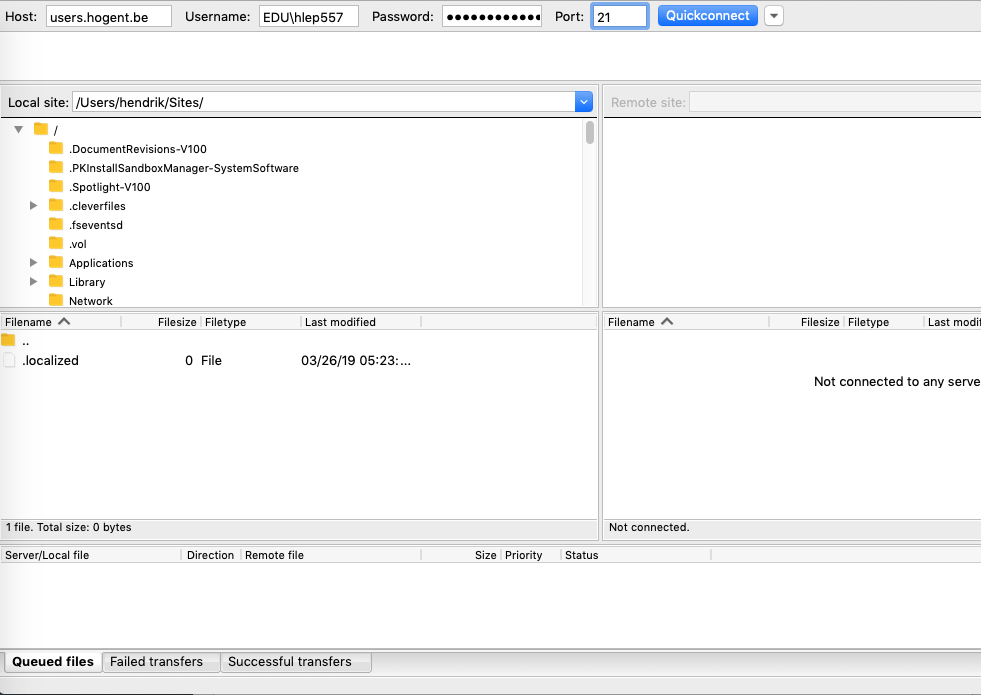 Host: users.hogent.be Username: EDU\hlep557 Password: ●●●●●●●●●●●● Port: 21 Quickconnect
Local site: /Users/hendrik/Sites/ Remote site:
/
.DocumentRevisions-V100
.PKInstallSandboxManager-SystemSoftware
.Spotlight-V100
.cleverfiles
.fseventsd
.vol
Applications
Library
Network
Filename Filesize Filetype Last modified
..
.localized 0 File 03/26/19 05:23:...
1 file. Total size: 0 bytes
Filename Filesize Filetype Last modif
Not connected to any serve
Not connected.
Server/Local file Direction Remote file Size Priority Status
Queued files Failed transfers Successful transfers